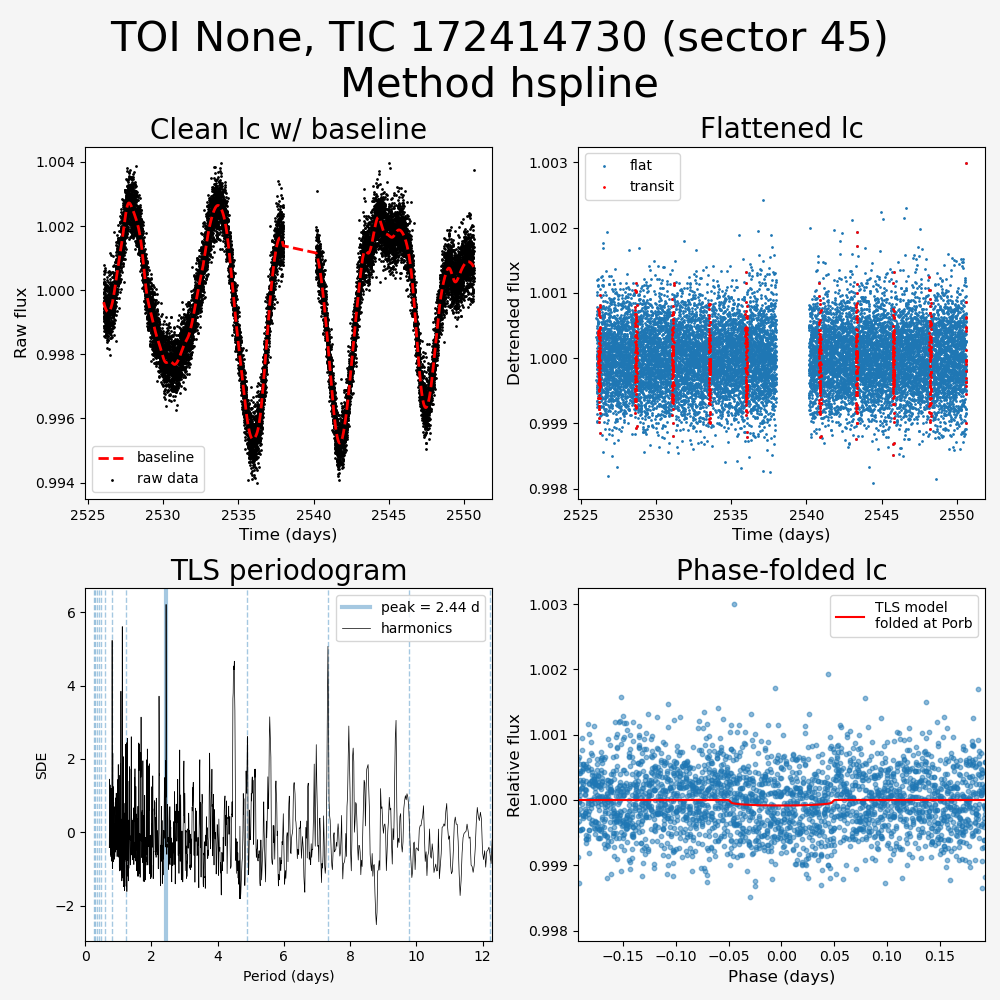 TOI None, TIC 172414730 (sector 45)
Method hspline
Clean lc w/ baseline
Raw flux
1.004
1.002
1.000
0.998
0.996
0.994
baseline
raw data
2525
2530
2535
2540
2545
2550
Time (days)
Flattened lc
Detrended flux
1.003
1.002
1.001
1.000
0.999
0.998
flat
transit
2525
2530
2535
2540
2545
2550
Time (days)
TLS periodogram
SDE
6
4
2
0
−2
peak = 2.44 d
harmonics
0
2
4
6
8
10
12
Period (days)
Phase-folded lc
Relative flux
1.003
1.002
1.001
1.000
0.999
0.998
TLS model
folded at Porb
−0.15
−0.10
−0.05
0.00
0.05
0.10
0.15
Phase (days)